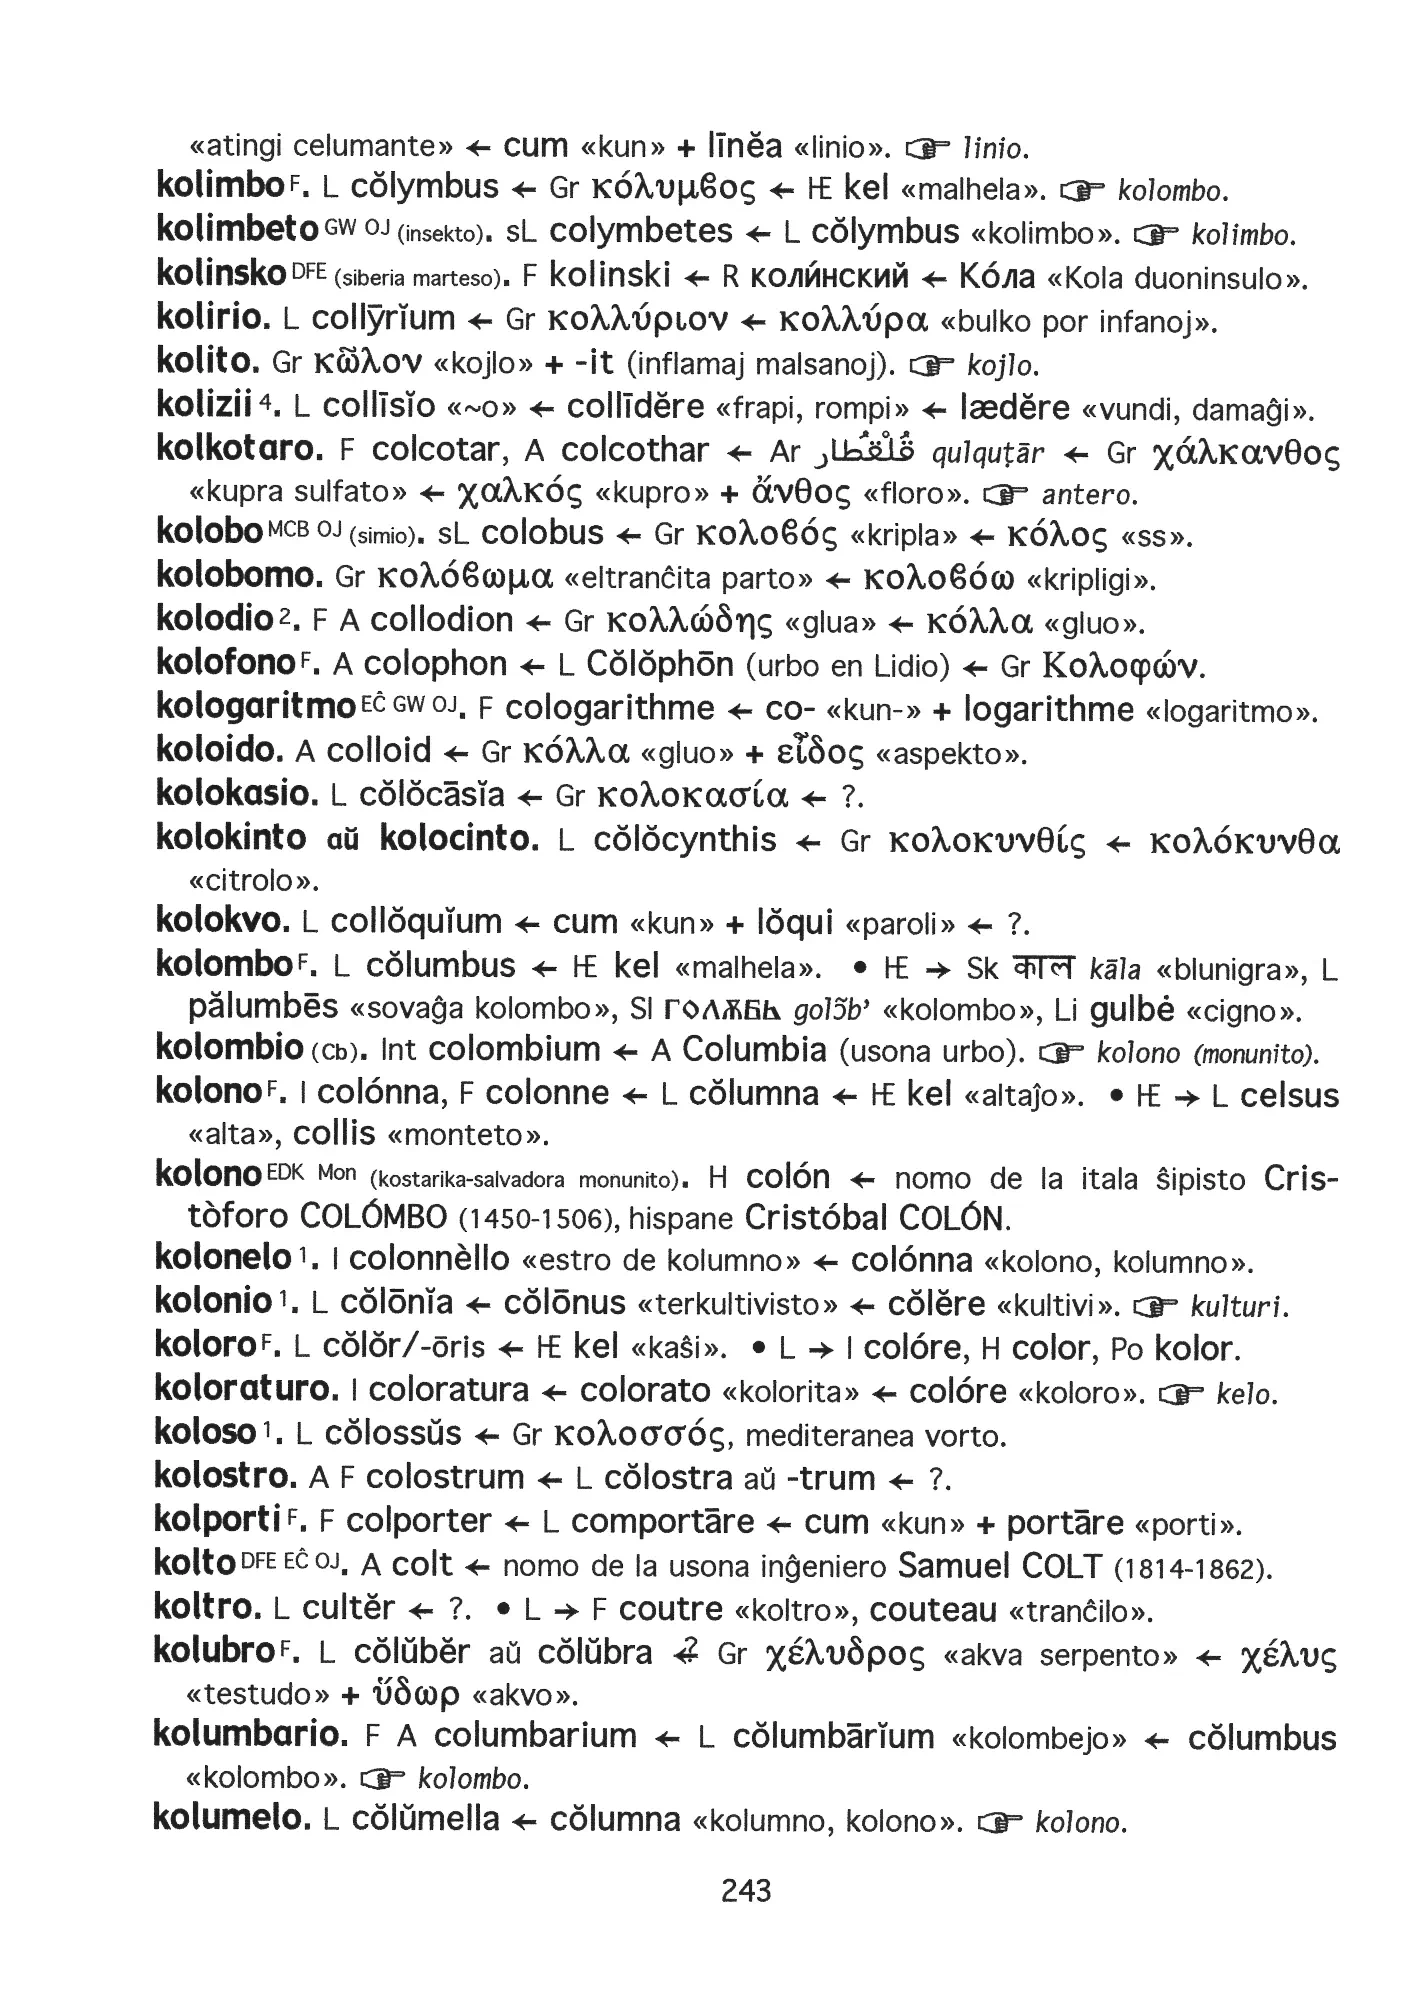 «atingi celumante» ← cum «kun» + līnĕa «linio». ☞ linio.
kolimbo F. L cŏlymbus ← Gr κόλυμϐος ← IE kel «malhela». ☞ kolombo.
kolimbeto GW OJ (insekto). sL colymbetes ← L cŏlymbus «kolimbo». ☞ kolimbo.
kolinsko DFE (siberia marteso). F kolinski ← R коли́нский ← Ко́ла «Kola duoninsulo».
kolirio. L collȳrĭum ← Gr κολλύριον ← κολλύρα «bulko por infanoj».
kolito. Gr κῶλον «kojlo» + -it (inflamaj malsanoj). ☞ kojlo.
kolizii 4. L collīsĭo «~o» ← collīdĕre «frapi, rompi» ← lædĕre «vundi, damaĝi».
kolkotaro. F colcotar, A colcothar ← Ar قُلْقُطَار qulquṭār ← Gr χάλκανθος
«kupra sulfato» ← χαλκός «kupro» + ἄνθος «floro». ☞ antero.
kolobo MCB OJ (simio). sL colobus ← Gr κολοϐός «kripla» ← κόλος «ss».
kolobomo. Gr κολόϐωμα «eltranĉita parto» ← κολοϐόω «kripligi».
kolodio 2. F A collodion ← Gr κολλώδης «glua» ← κόλλα «gluo».
kolofono F. A colophon ← L Cŏlŏphōn (urbo en Lidio) ← Gr Κολοφών.
kologaritmo EĈ GW OJ. F cologarithme ← co- «kun-» + logarithme «logaritmo».
koloido. A colloid ← Gr κόλλα «gluo» + εἶδος «aspekto».
kolokasio. L cŏlŏcāsĭa ← Gr κολοκασία ← ?.
kolokinto aŭ kolocinto. L cŏlŏcynthis ← Gr κολοκυνθίς ← κολόκυνθα
«citrolo».
kolokvo. L collŏquĭum ← cum «kun» + lŏqui «paroli» ← ?.
kolombo F. L cŏlumbus ← IE kel «malhela». • IE → Sk काल kāla «blunigra», L
pălumbēs «sovaĝa kolombo», Sl голѫбь golõb’ «kolombo», Li gulbė «cigno».
kolombio (Cb). Int colombium ← A Columbia (usona urbo). ☞ kolono (monunito).
kolono F. I colónna, F colonne ← L cŏlumna ← IE kel «altaĵo». • IE → L celsus
«alta», collis «monteto».
kolono EDK Mon (kostarika-salvadora monunito). H colón ← nomo de la itala ŝipisto Cris-
tòforo COLÓMBO (1450-1506), hispane Cristóbal COLÓN.
kolonelo 1. I colonnèllo «estro de kolumno» ← colónna «kolono, kolumno».
kolonio 1. L cŏlōnĭa ← cŏlōnus «terkultivisto» ← cŏlĕre «kultivi». ☞ kulturi.
koloro F. L cŏlŏr/-ōris ← IE kel «kaŝi». • L → I colóre, H color, Po kolor.
koloraturo. I coloratura ← colorato «kolorita» ← colóre «koloro». ☞ kelo.
koloso 1. L cŏlossŭs ← Gr κολοσσός, mediteranea vorto.
kolostro. A F colostrum ← L cŏlostra aŭ -trum ← ?.
kolporti F. F colporter ← L comportāre ← cum «kun» + portāre «porti».
kolto DFE EĈ OJ. A colt ← nomo de la usona inĝeniero Samuel COLT (1814-1862).
koltro. L cultĕr ← ?. • L → F coutre «koltro», couteau «tranĉilo».
kolubro F. L cŏlŭbĕr aŭ cŏlŭbra ←? Gr χέλυδρος «akva serpento» ← χέλυς
«testudo» + ὕδωρ «akvo».
kolumbario. F A columbarium ← L cŏlumbārĭum «kolombejo» ← cŏlumbus
«kolombo». ☞ kolombo.
kolumelo. L cŏlŭmella ← cŏlumna «kolumno, kolono». ☞ kolono.
243